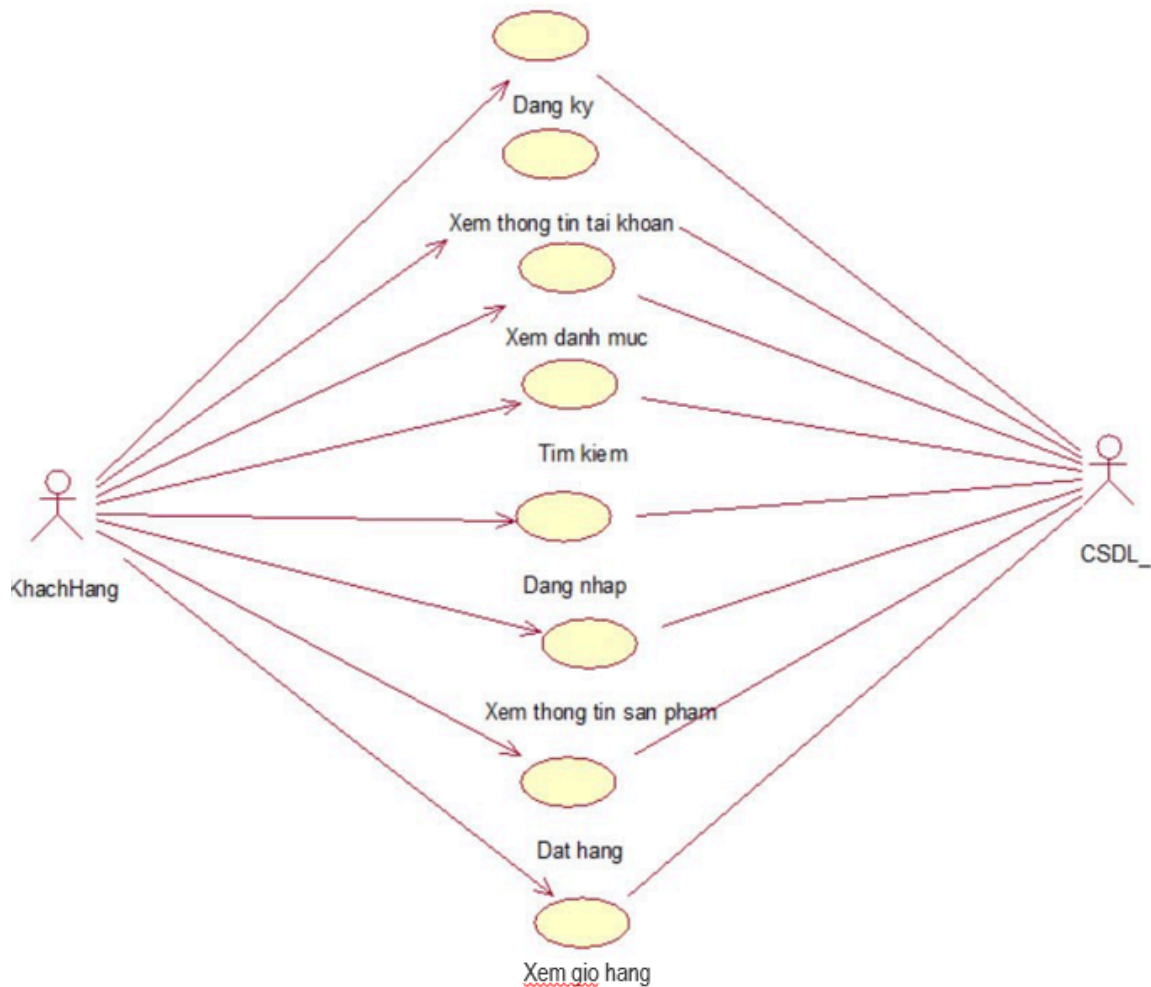 Dang ky
Xem thong tin tai khoan
Xem danh muc
Tim kiem
KhachHang
CSDL_
Dang nhap
Xem thong tin san pham
Dat hang
Xem gio hang